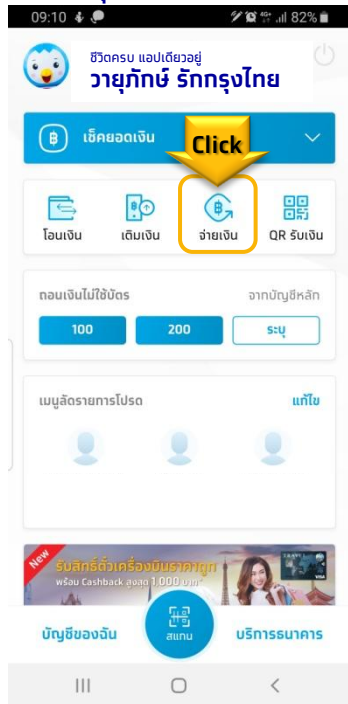 09:10
4G+ 82%
ชีวิตครบ แอปเดียวอยู่
วายุภักษ์ รักกรุงไทย
เช็คยอดเงิน
Click
โอนเงิน เติมเงิน จ่ายเงิน QR รับเงิน
ถอนเงินไม่ใช้บัตร จากบัญชีหลัก
100 200 ระบุ
เมนูลัดรายการโปรด แก้ไข
New
รับสิทธิ์ตั๋วเครื่องบินราคาถูก
พร้อม Cashback สูงสุด 1,000 บาท*
VISA
บัญชีของฉัน สแกน บริการธนาคาร